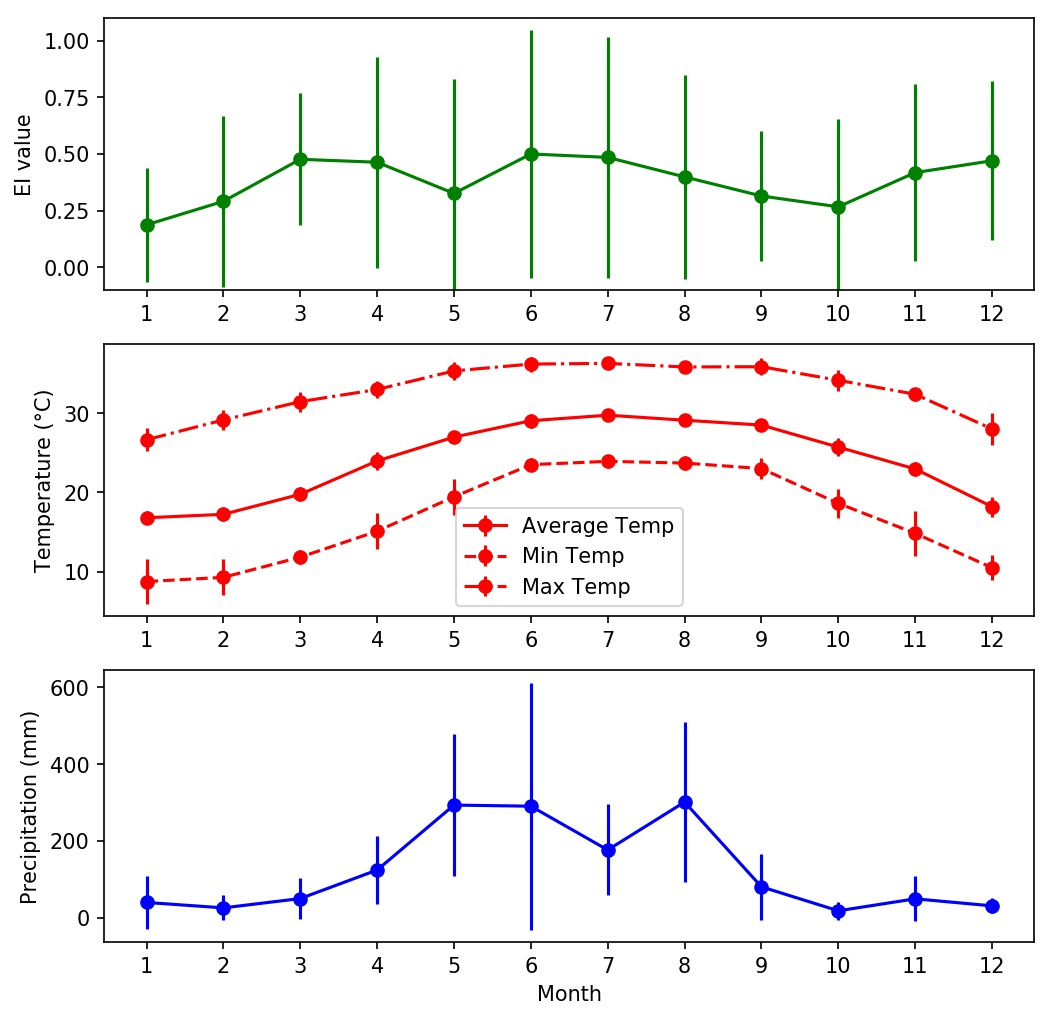 EI value
1.00
0.75
0.50
0.25
0.00
1 2 3 4 5 6 7 8 9 10 11 12
Temperature (°C)
30
20
10
Average Temp
Min Temp
Max Temp
1 2 3 4 5 6 7 8 9 10 11 12
Precipitation (mm)
600
400
200
0
1 2 3 4 5 6 7 8 9 10 11 12
Month